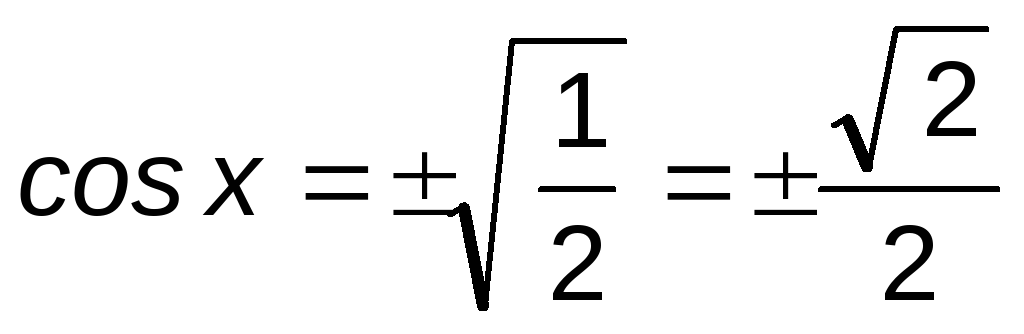 cos x = ±√(1/2) = ±√2/2